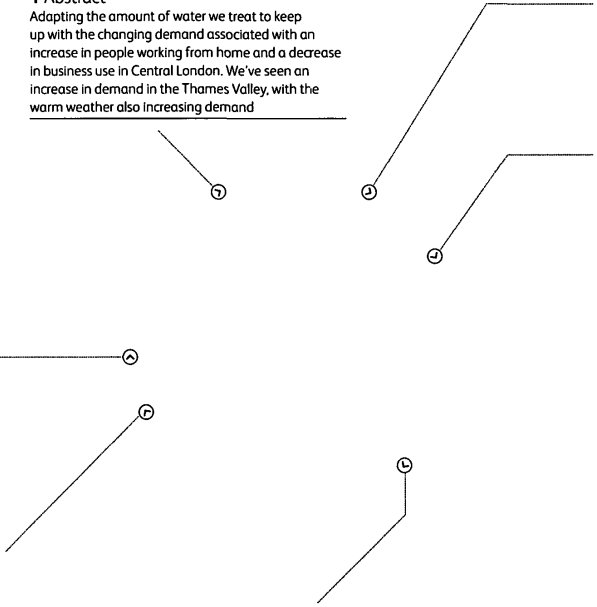 Abstract
Adapting the amount of water we treat to keep
up with the changing demand associated with an
increase in people working from home and a decrease
in business use in Central London. We've seen an
increase in demand in the Thames Valley, with the
warm weather also increasing demand